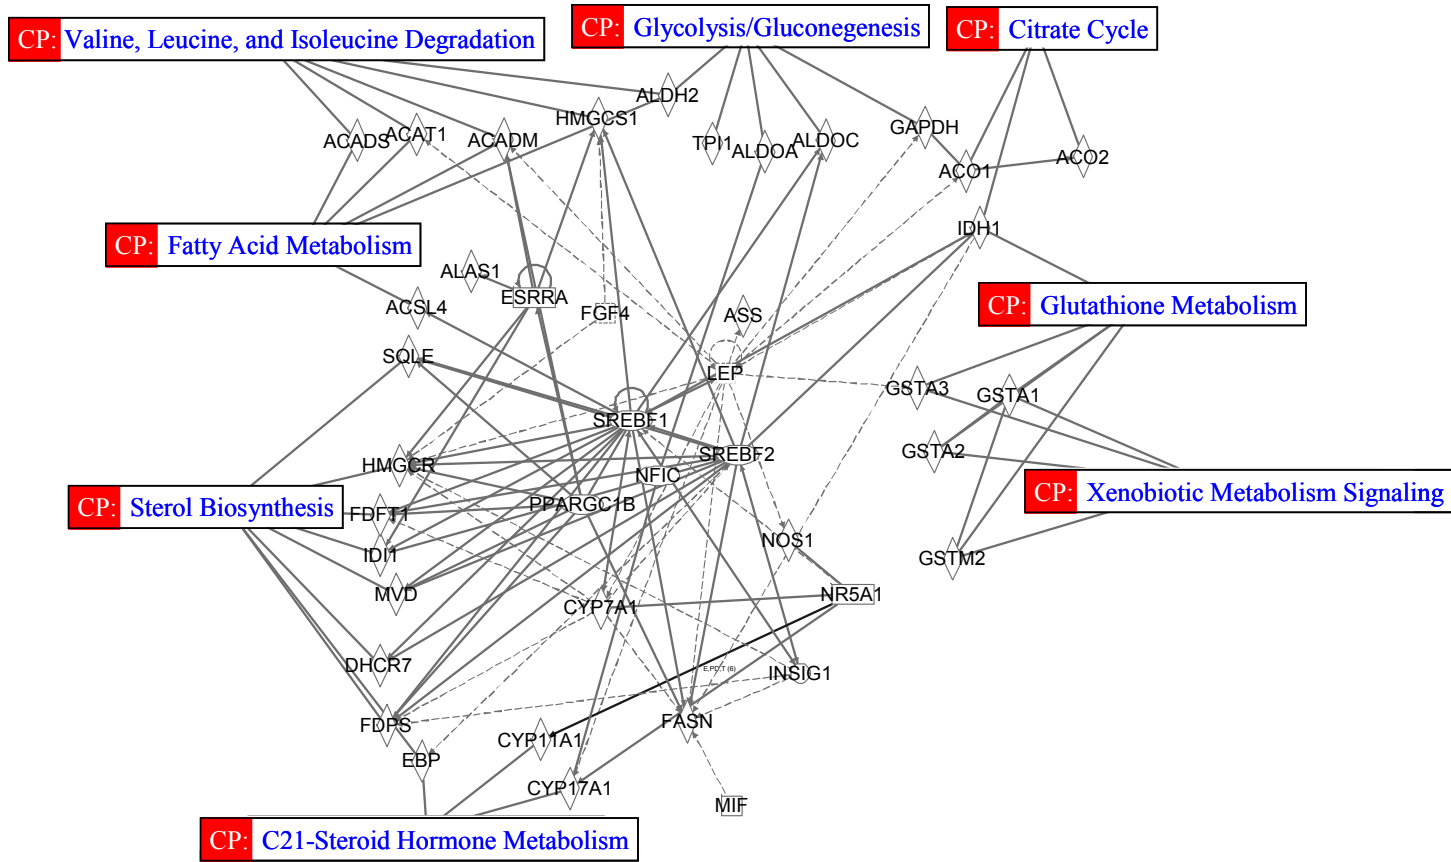 CP: Valine, Leucine, and Isoleucine Degradation
CP: Glycolysis/Gluconegenesis
CP: Citrate Cycle
ALDH2
HMGCS1
ACADS
ACAT1
ACADM
TPI1
ALDOA
ALDOC
GAPDH
ACO1
ACO2
IDH1
CP: Fatty Acid Metabolism
ALAS1
ESRRA
ACSL4
FGF4
ASS
CP: Glutathione Metabolism
SQLE
LEP
GSTA3
GSTA1
SREBF1
SREBF2
GSTA2
HMGCR
NFIC
CP: Xenobiotic Metabolism Signaling
CP: Sterol Biosynthesis
PPARGC1B
FDFT1
NOS1
IDI1
GSTM2
MVD
CYP7A1
NR5A1
DHCR7
E,PD,T (6)
INSIG1
FDPS
FASN
CYP11A1
EBP
CYP17A1
MIF
CP: C21-Steroid Hormone Metabolism